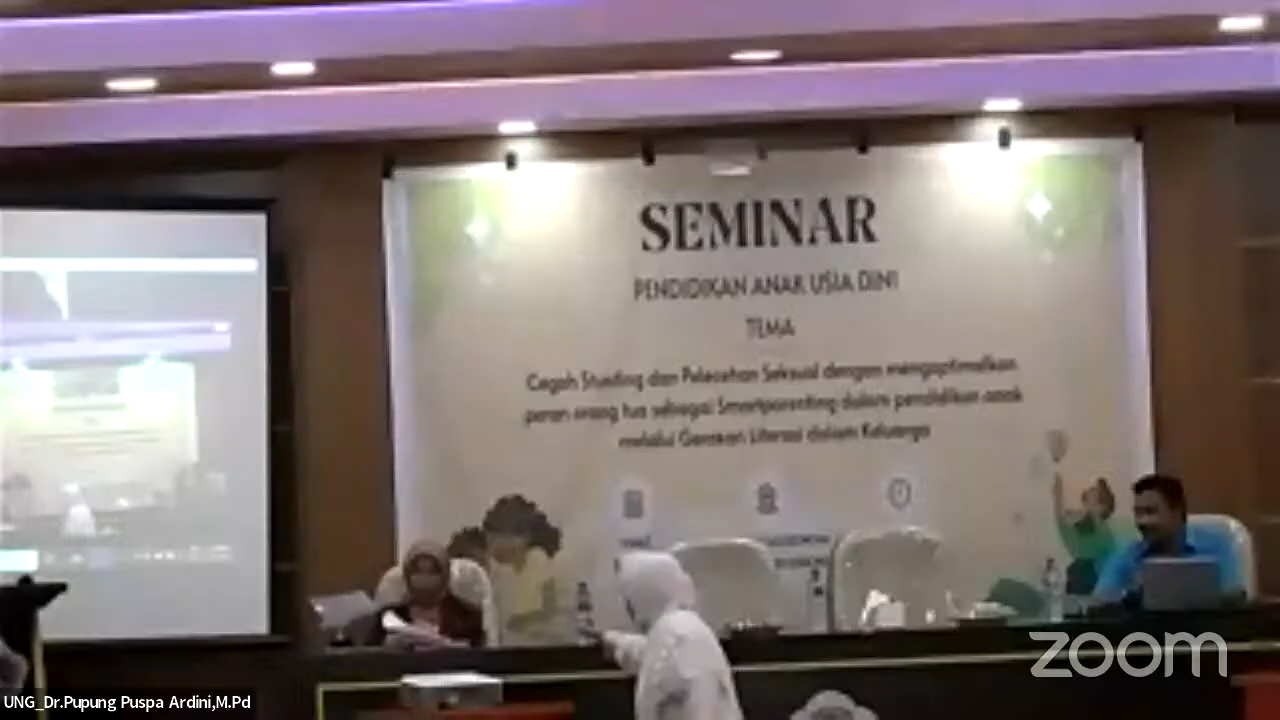 SEMINAR
PENDIDIKAN ANAK USIA DINI
TEMA
Cegah Stunting dan Pelecehan Seksual dengan mengoptimalkan
peran orang tua sebagai Smartparenting dalam pendidikan anak
melalui Gerakan Literasi dalam Keluarga
zoom
UNG_Dr.Pupung Puspa Ardini,M.Pd